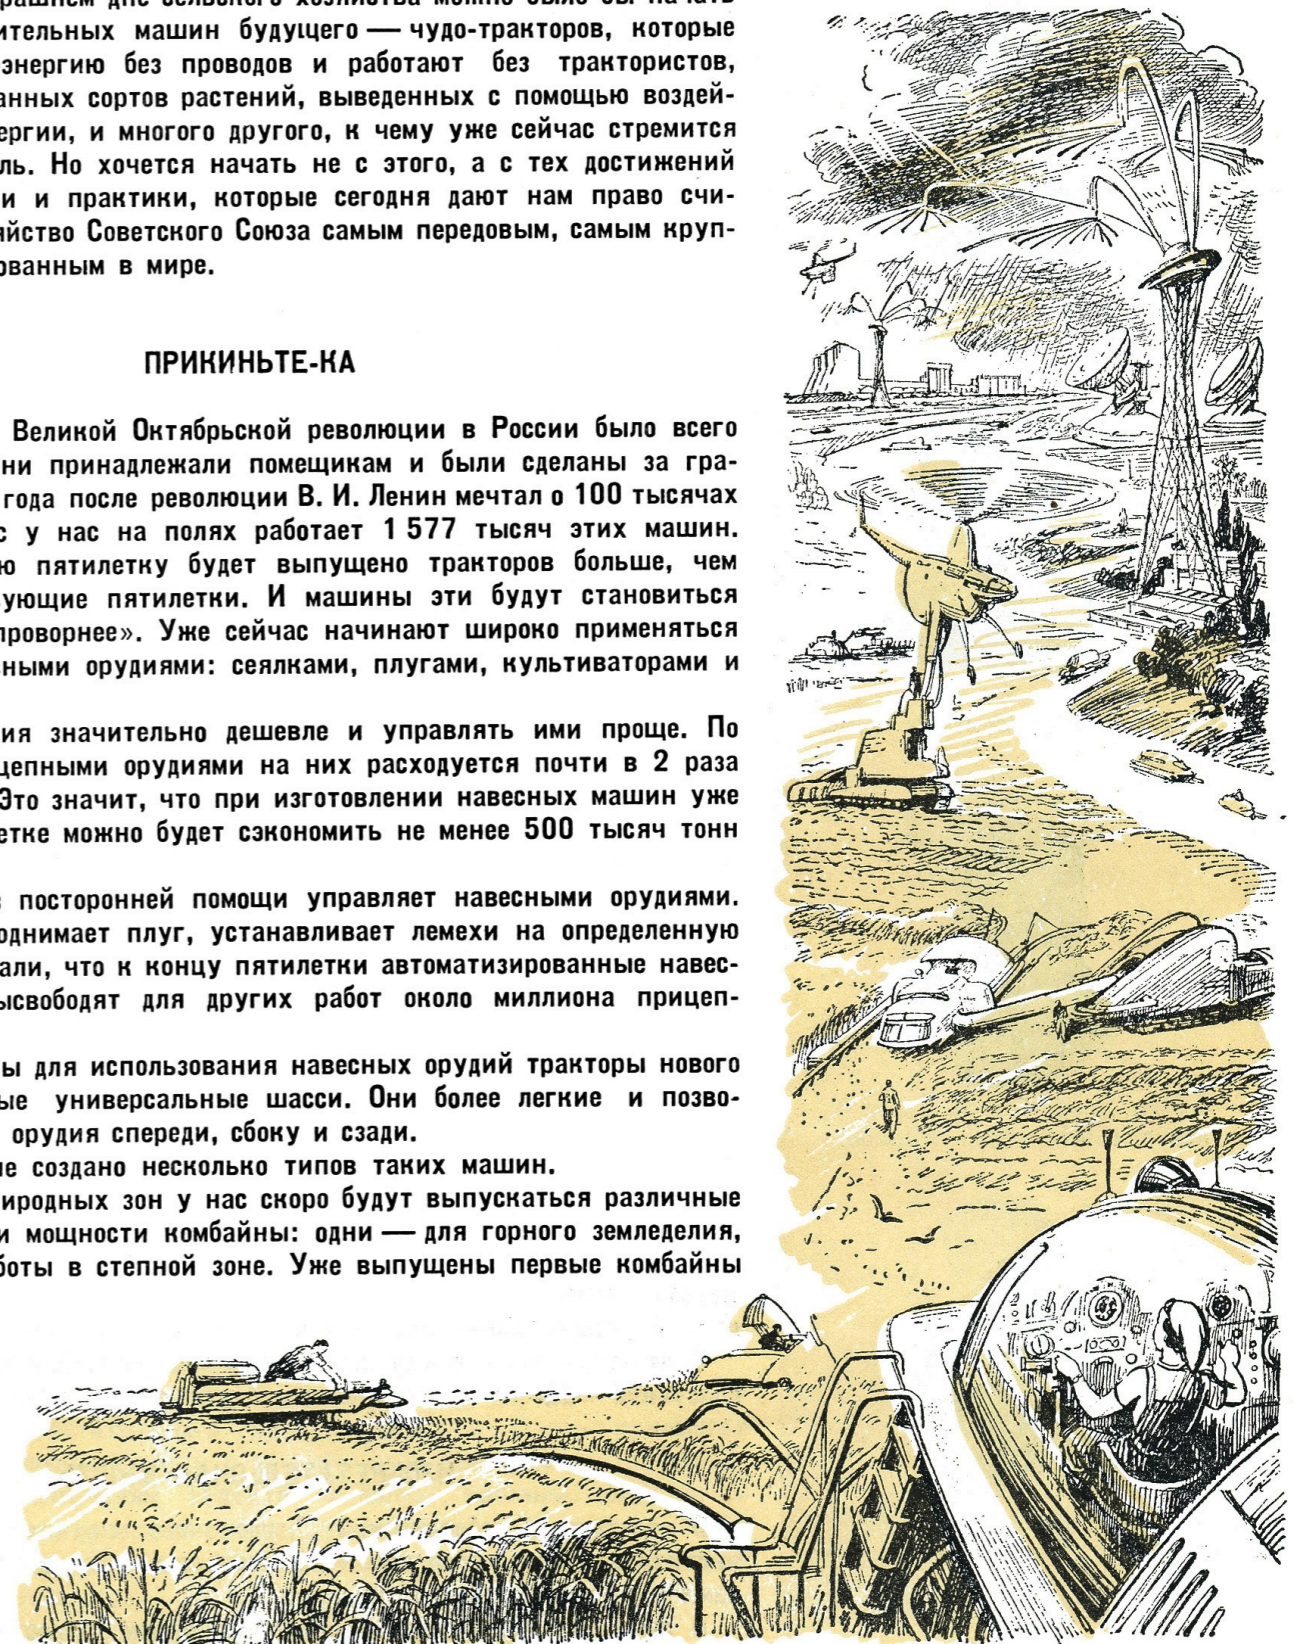 дне сельского хозяйства можно было бы начать
ительных машин будущего — чудо-тракторов, которые
энергию без проводов и работают без трактористов,
анных сортов растений, выведенных с помощью воздей-
ергии, и многого другого, к чему уже сейчас стремится
ль. Но хочется начать не с этого, а с тех достижений
и и практики, которые сегодня дают нам право счи-
яйство Советского Союза самым передовым, самым круп-
ованным в мире.
ПРИКИНЬТЕ-КА
Великой Октябрьской революции в России было всего
ни принадлежали помещикам и были сделаны за гра-
года после революции В. И. Ленин мечтал о 100 тысячах
с у нас на полях работает 1 577 тысяч этих машин.
ю пятилетку будет выпущено тракторов больше, чем
ующие пятилетки. И машины эти будут становиться
проворнее». Уже сейчас начинают широко применяться
ными орудиями: сеялками, плугами, культиваторами и
ия значительно дешевле и управлять ими проще. По
цепными орудиями на них расходуется почти в 2 раза
Это значит, что при изготовлении навесных машин уже
етке можно будет сэкономить не менее 500 тысяч тонн
з посторонней помощи управляет навесными орудиями.
однимает плуг, устанавливает лемехи на определенную
али, что к концу пятилетки автоматизированные навес-
ысвободят для других работ около миллиона прицеп-
ы для использования навесных орудий тракторы нового
ые универсальные шасси. Они более легкие и позво-
орудия спереди, сбоку и сзади.
не создано несколько типов таких машин.
иродных зон у нас скоро будут выпускаться различные
и мощности комбайны: одни — для горного земледелия,
боты в степной зоне. Уже выпущены первые комбайны